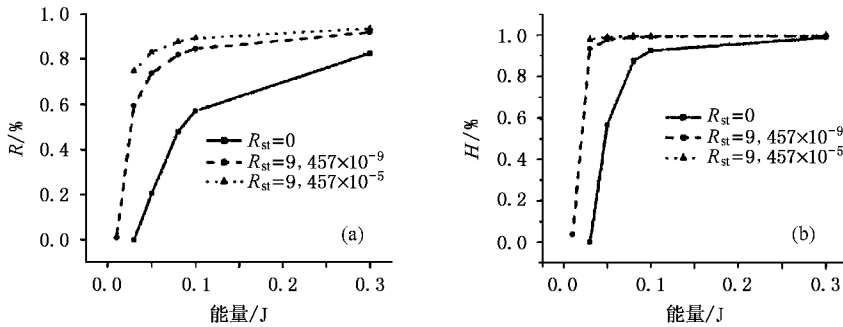 1.0
0.8
0.6
0.4
0.2
0.0
R/%
R_st=0
R_st=9, 457×10⁻⁹
R_st=9, 457×10⁻⁵
(a)
0.0 0.1 0.2 0.3
能量/J
1.0
0.8
0.6
0.4
0.2
0.0
H/%
R_st=0
R_st=9, 457×10⁻⁹
R_st=9, 457×10⁻⁵
(b)
0.0 0.1 0.2 0.3
能量/J